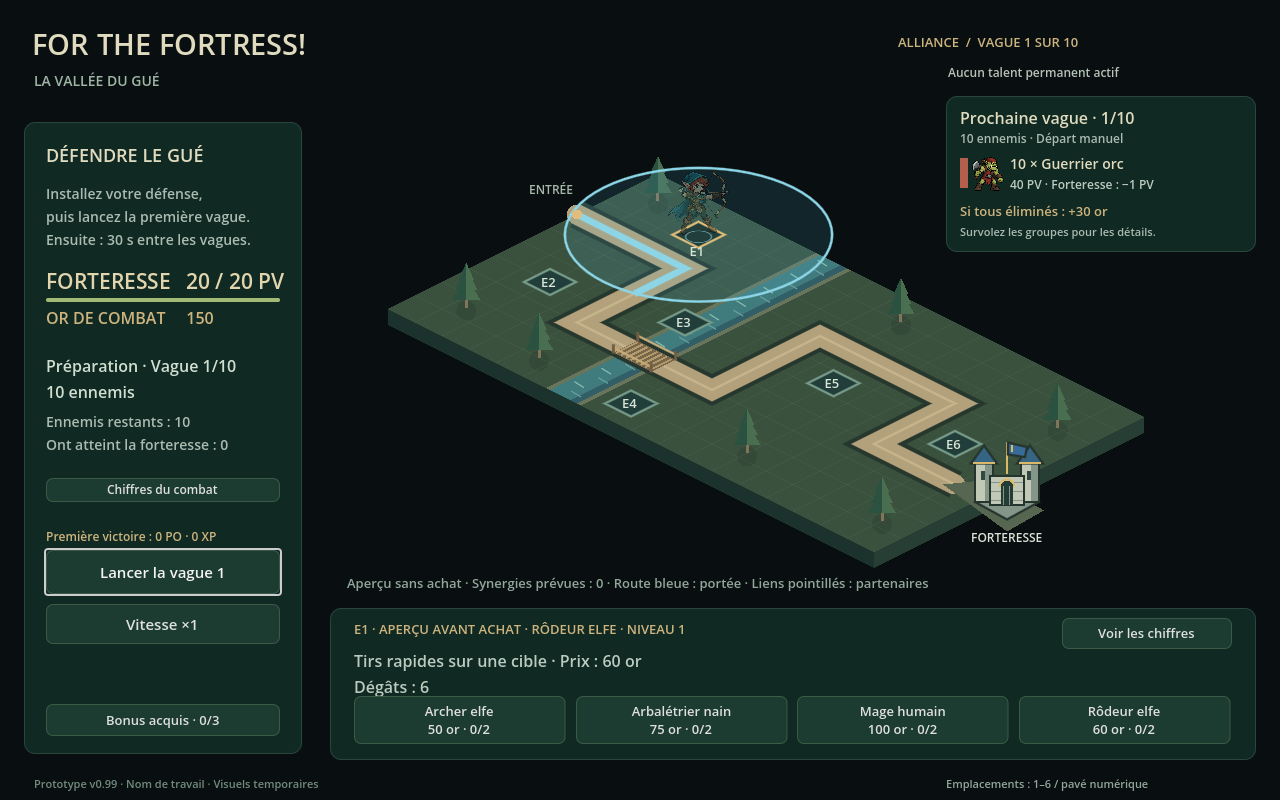 FOR THE FORTRESS!
LA VALLÉE DU GUÉ
ALLIANCE / VAGUE 1 SUR 10
Aucun talent permanent actif
Prochaine vague · 1/10
10 ennemis · Départ manuel
10 × Guerrier orc
40 PV · Forteresse : −1 PV
Si tous éliminés : +30 or
Survolez les groupes pour les détails.
DÉFENDRE LE GUÉ
Installez votre défense,
puis lancez la première vague.
Ensuite : 30 s entre les vagues.
FORTERESSE 20 / 20 PV
OR DE COMBAT 150
Préparation · Vague 1/10
10 ennemis
Ennemis restants : 10
Ont atteint la forteresse : 0
Chiffres du combat
Première victoire : 0 PO · 0 XP
Lancer la vague 1
Vitesse ×1
Bonus acquis · 0/3
ENTRÉE
E1
E2
E3
E4
E5
E6
FORTERESSE
Aperçu sans achat · Synergies prévues : 0 · Route bleue : portée · Liens pointillés : partenaires
E1 · APERÇU AVANT ACHAT · RÔDEUR ELFE · NIVEAU 1
Voir les chiffres
Tirs rapides sur une cible · Prix : 60 or
Dégâts : 6
Archer elfe
50 or · 0/2
Arbalétrier nain
75 or · 0/2
Mage humain
100 or · 0/2
Rôdeur elfe
60 or · 0/2
Prototype v0.99 · Nom de travail · Visuels temporaires
Emplacements : 1–6 / pavé numérique